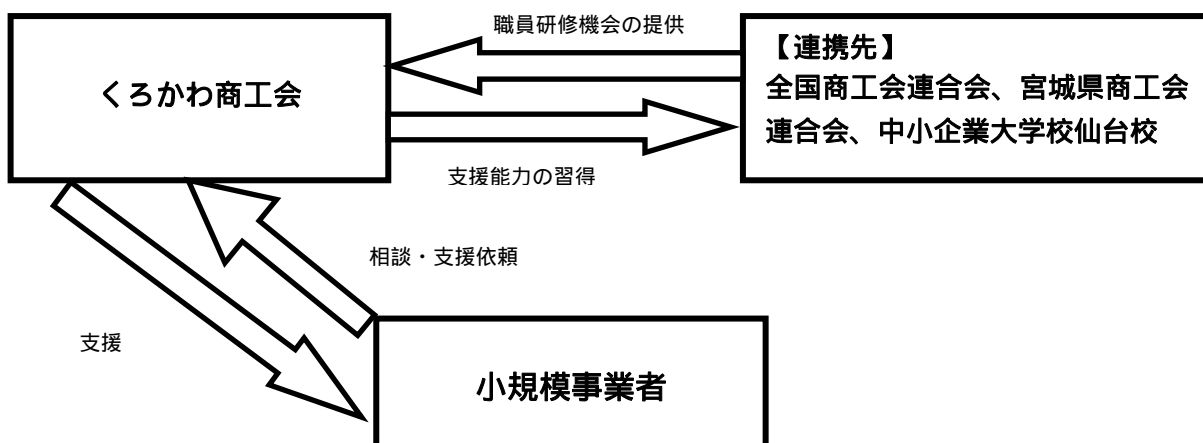 職員研修機会の提供
くろかわ商工会
【連携先】
全国商工会連合会、宮城県商工会
連合会、中小企業大学校仙台校
支援能力の習得
相談・支援依頼
支援
小規模事業者